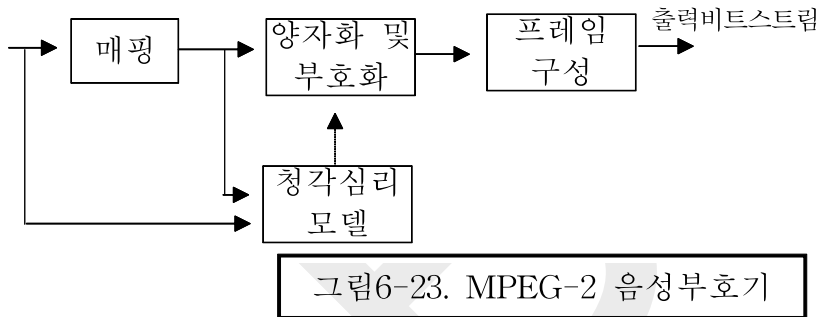 매핑
양자화 및
부호화
프레임
구성
출력비트스트림
청각심리
모델
그림6-23. MPEG-2 음성부호기